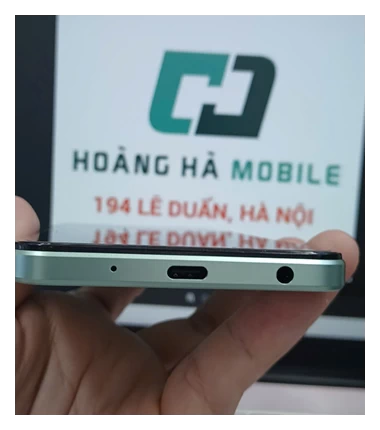 HOÀNG HÀ MOBILE
194 LÊ DUẨN, HÀ NỘI